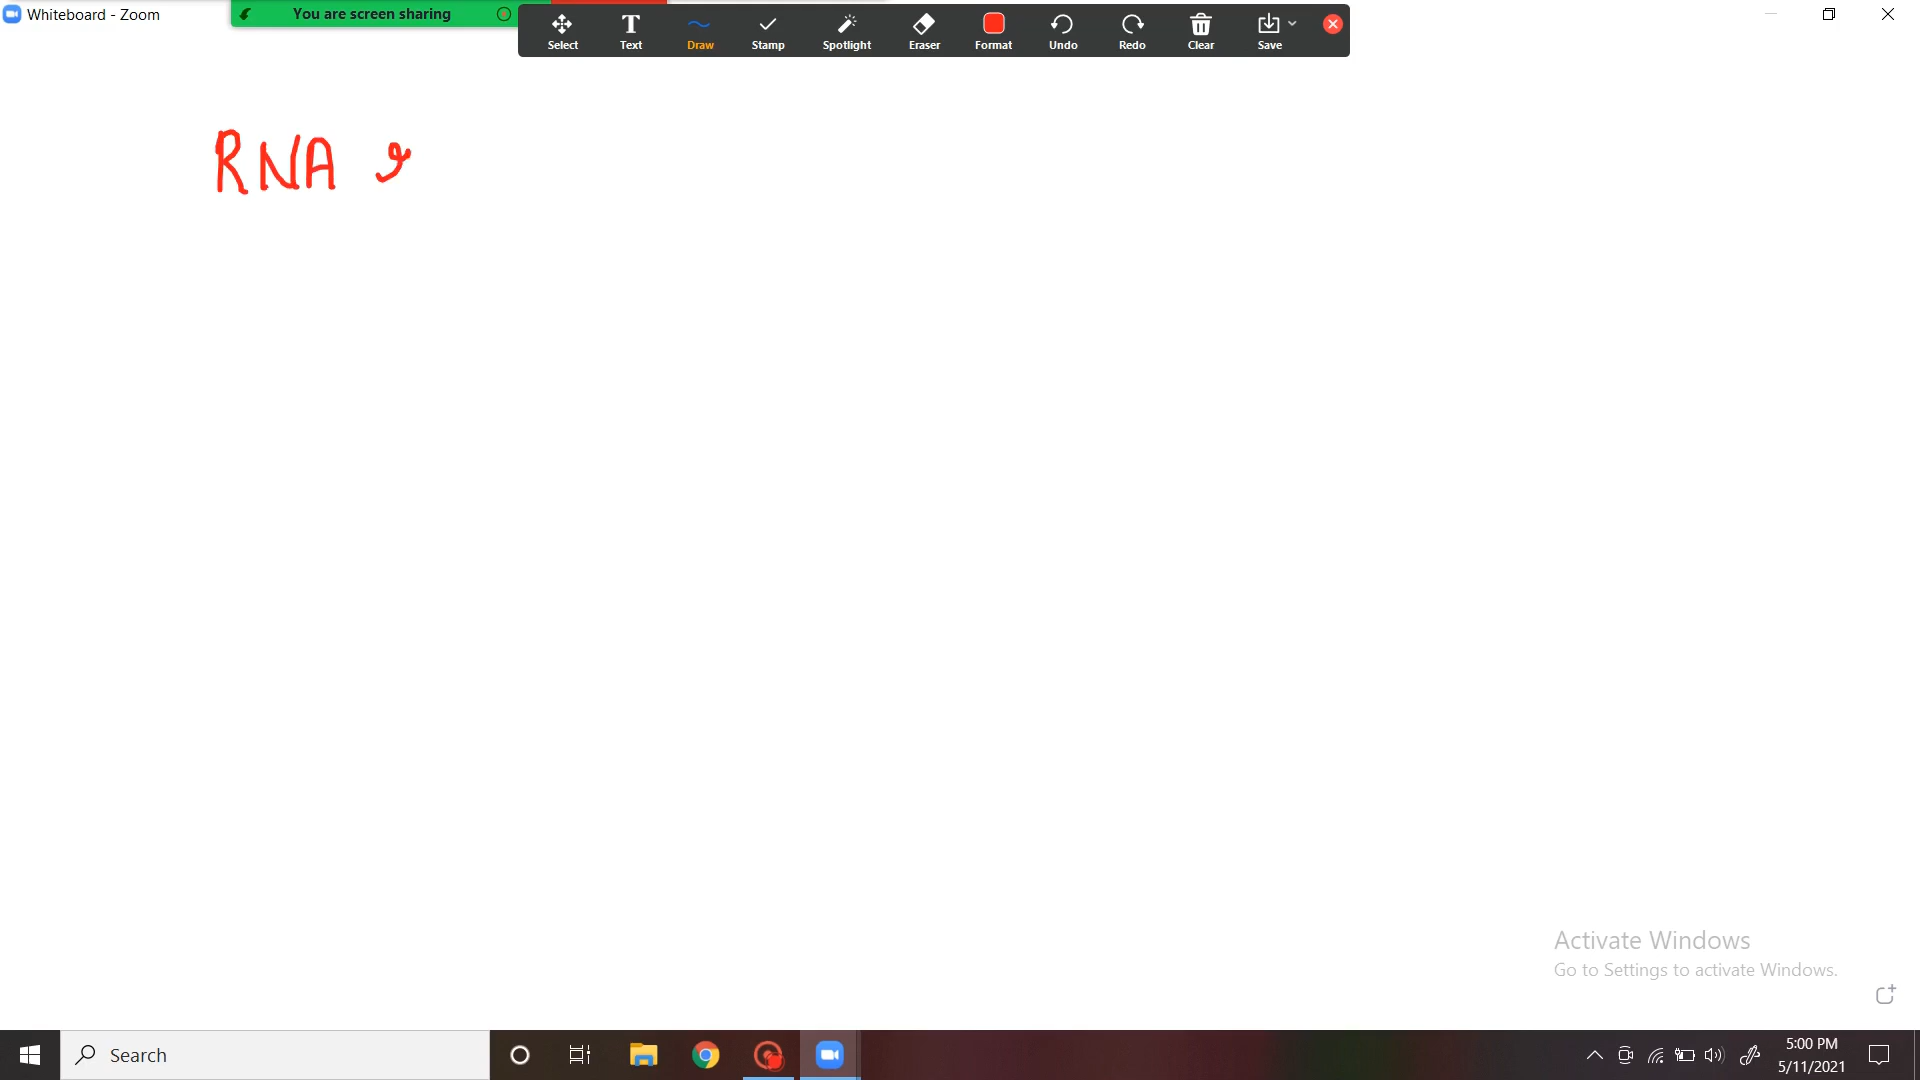 Whiteboard - Zoom
You are screen sharing
Select Text Draw Stamp Spotlight Eraser Format Undo Redo Clear Save
RNA
Activate Windows
Go to Settings to activate Windows.
Search
5:00 PM
5/11/2021